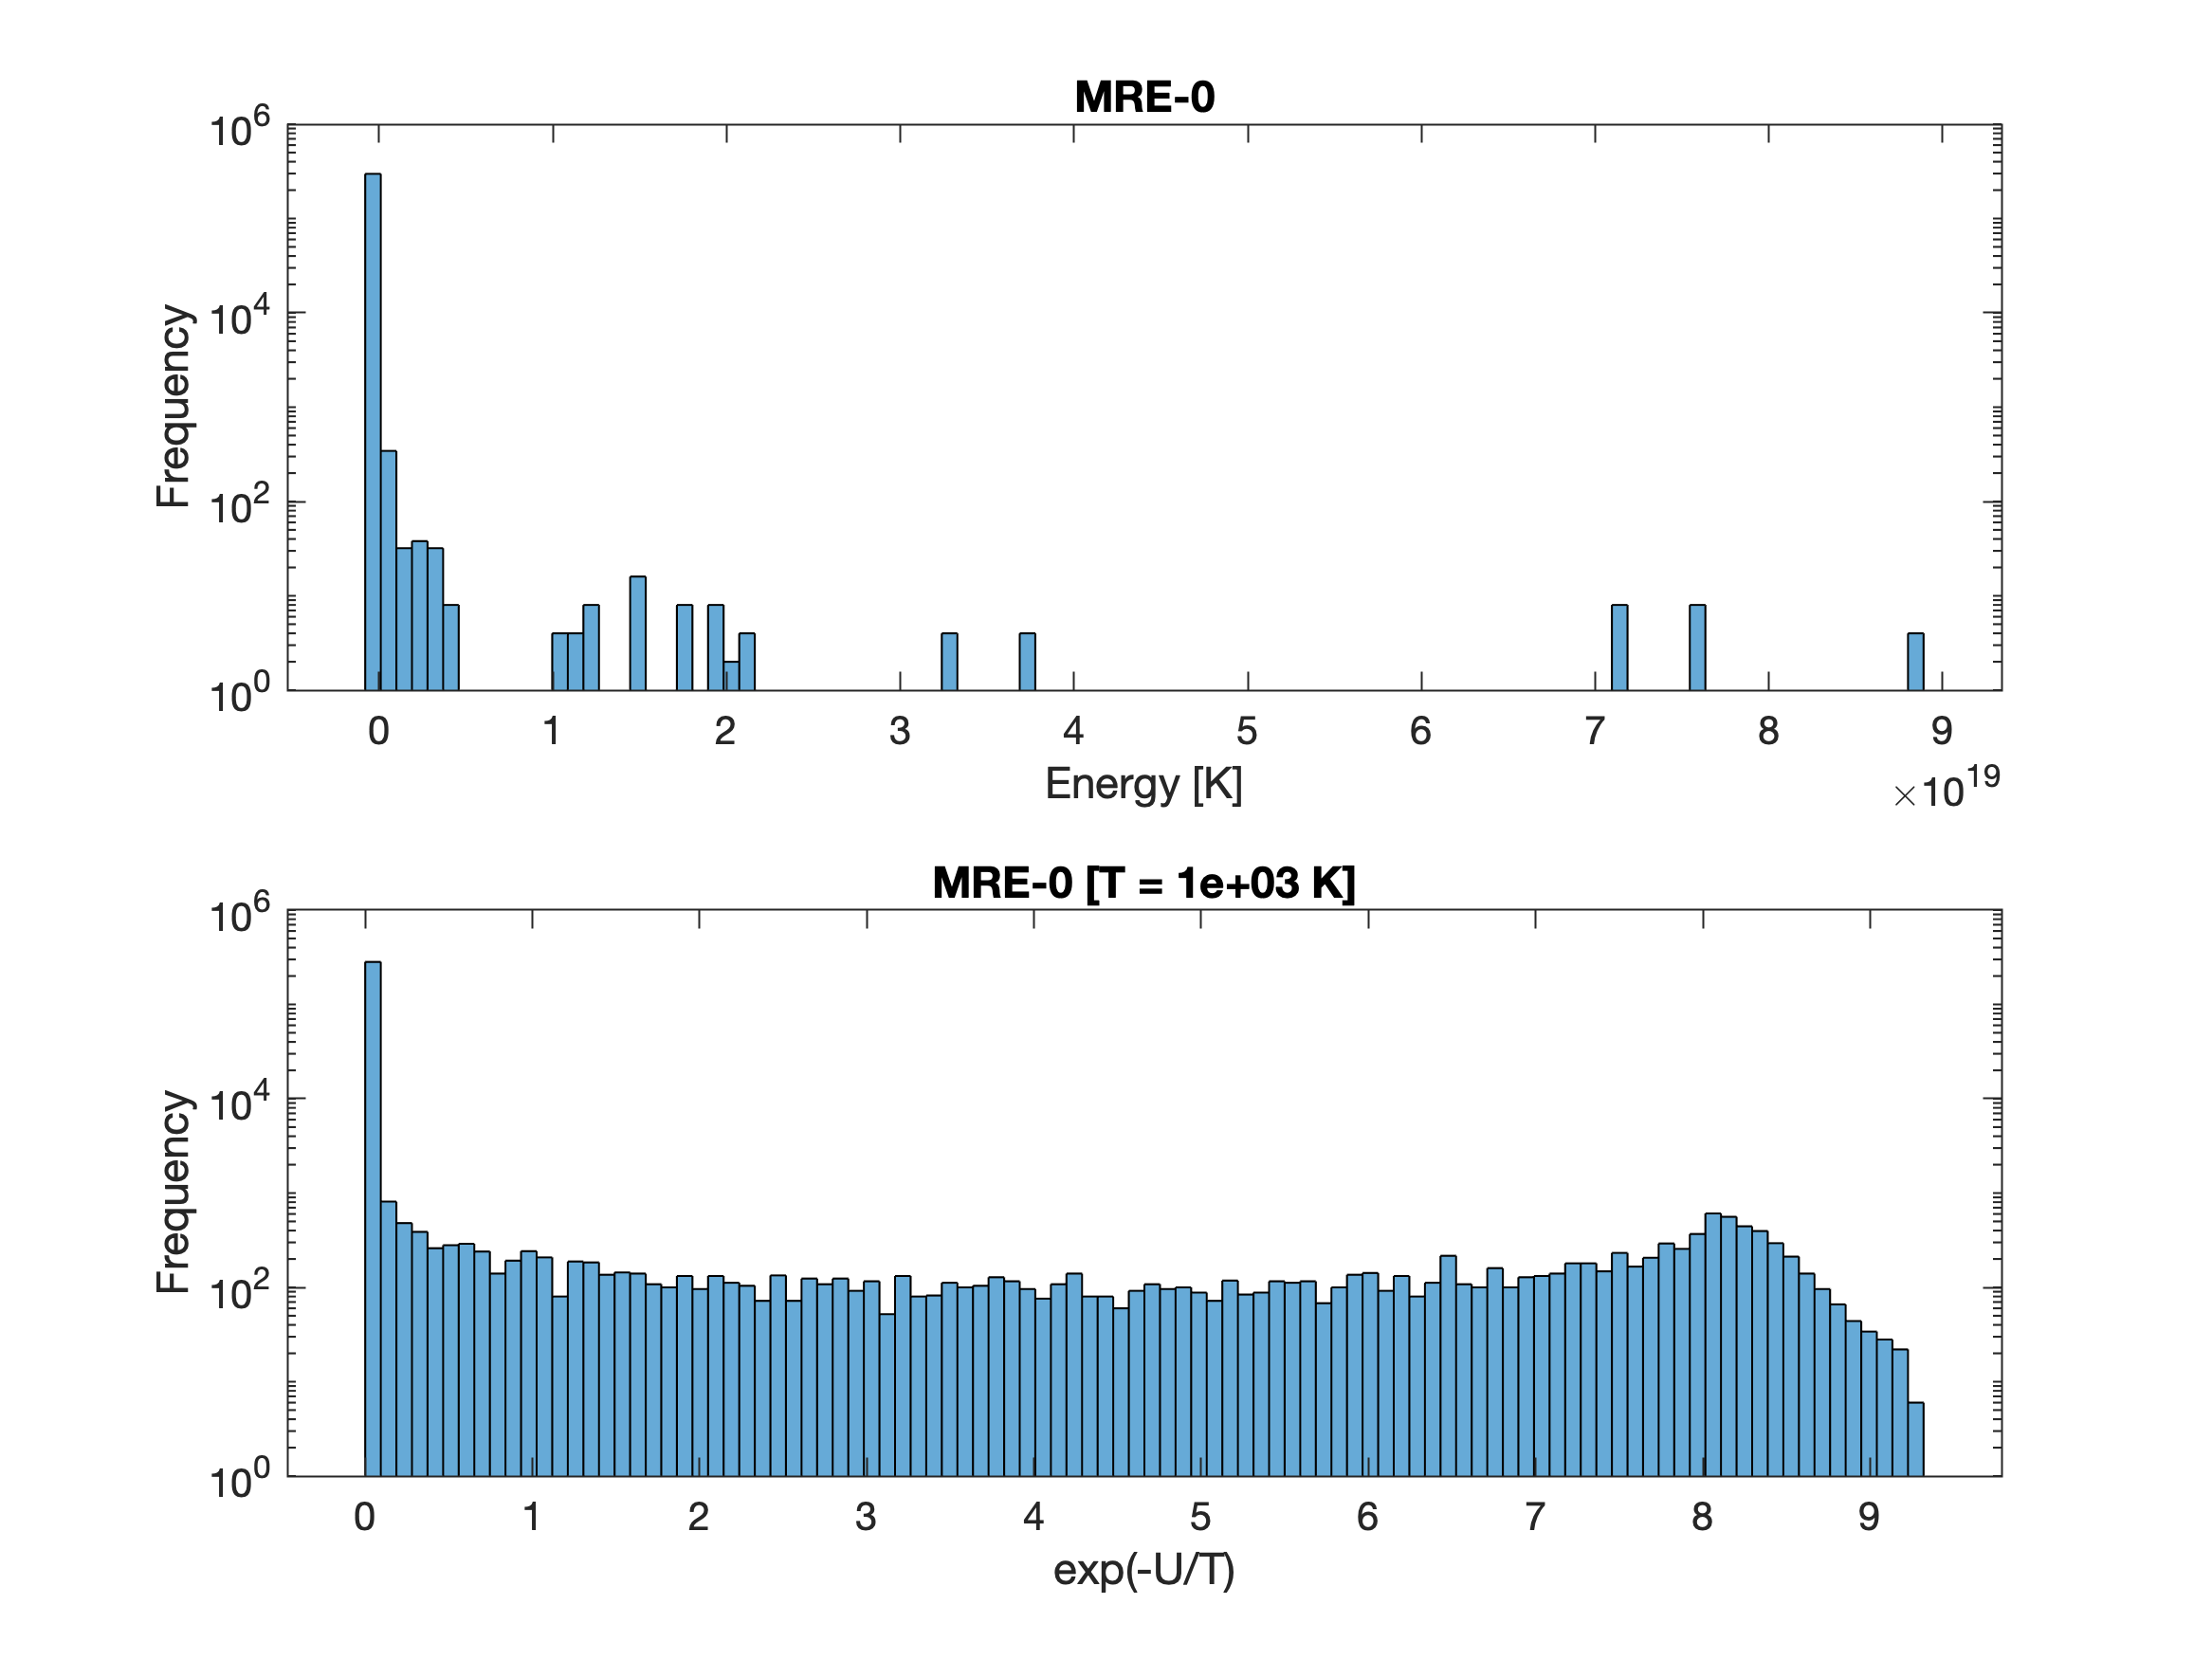 MRE-0
10^6
10^4
10^2
10^0
Frequency
0 1 2 3 4 5 6 7 8 9
×10^19
Energy [K]
MRE-0 [T = 1e+03 K]
10^6
10^4
10^2
10^0
Frequency
0 1 2 3 4 5 6 7 8 9
exp(-U/T)